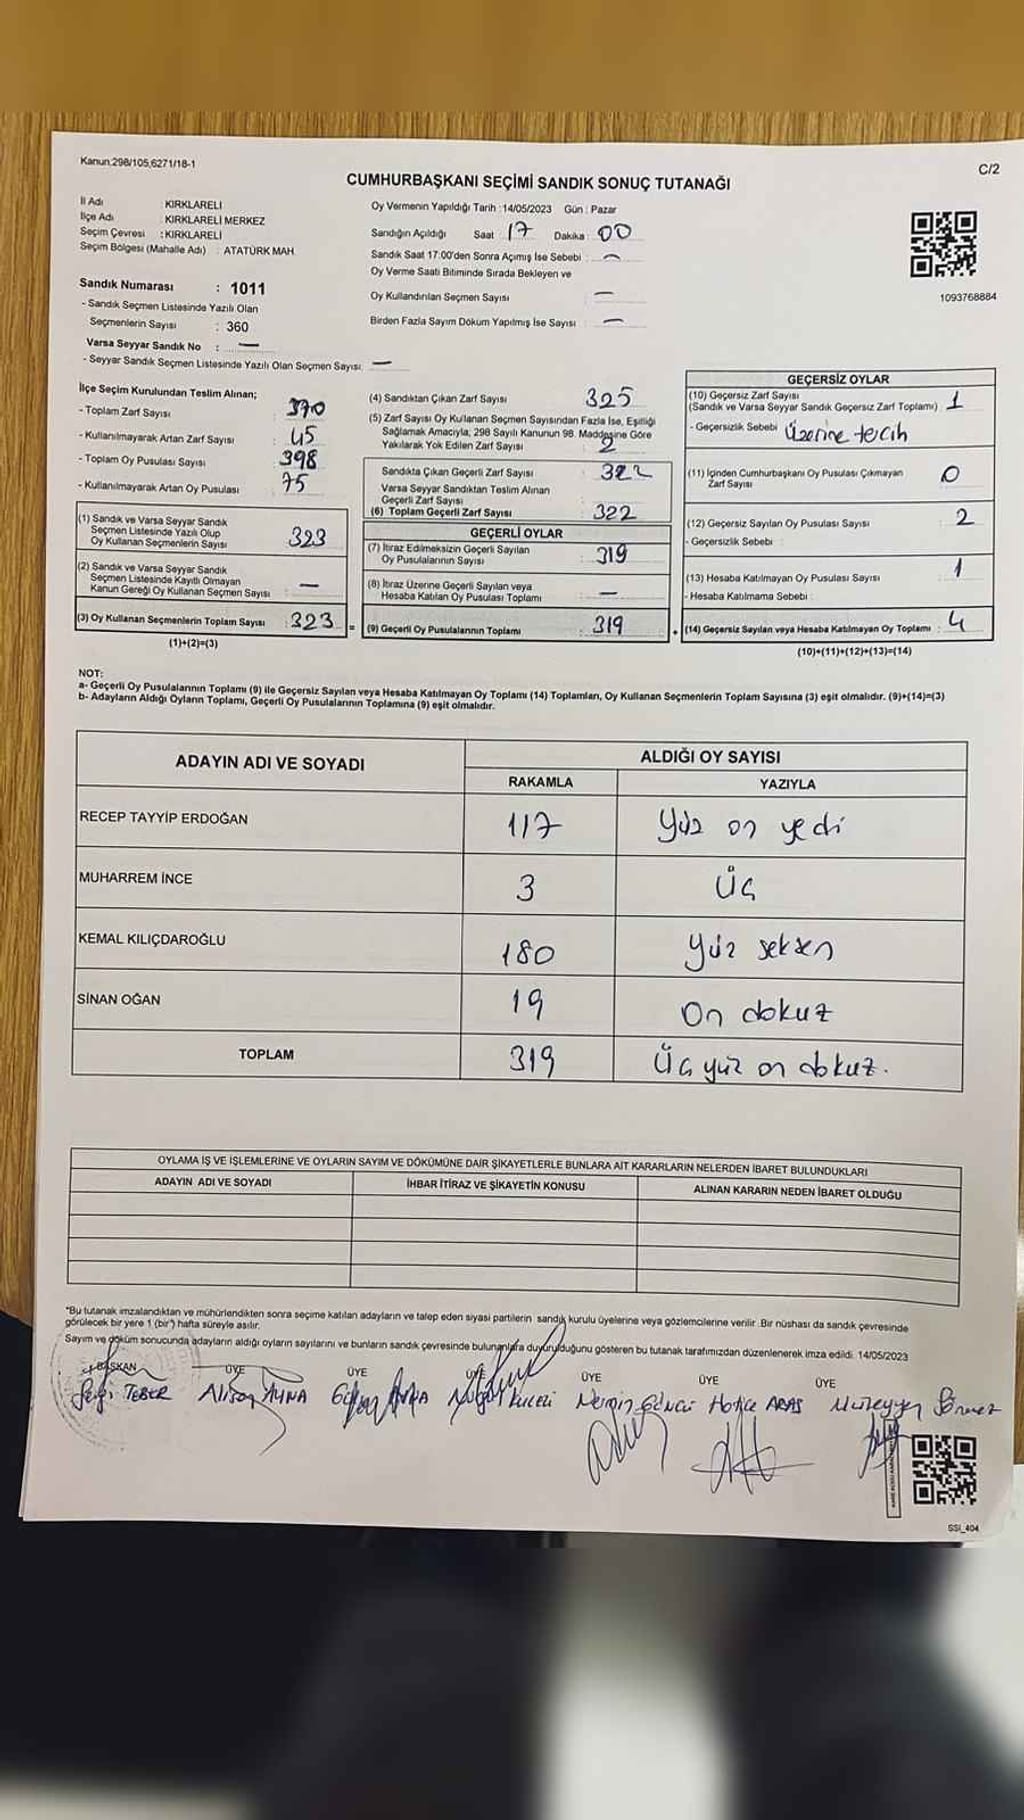 Kanun:298/105,6271/18-1
C/2
CUMHURBAŞKANI SEÇİMİ SANDIK SONUÇ TUTANAĞI
İl Adı KIRKLARELİ
İlçe Adı : KIRKLARELİ MERKEZ
Seçim Çevresi : KIRKLARELİ
Seçim Bölgesi (Mahalle Adı) : ATATÜRK MAH.
Sandık Numarası : 1011
- Sandık Seçmen Listesinde Yazılı Olan
Seçmenlerin Sayısı : 360
Varsa Seyyar Sandık No : —
- Seyyar Sandık Seçmen Listesinde Yazılı Olan Seçmen Sayısı: —
Oy Vermenin Yapıldığı Tarih : 14/05/2023 Gün : Pazar
Sandığın Açıldığı Saat 17 Dakika : 00
Sandık Saat 17:00'den Sonra Açımış İse Sebebi : —
Oy Verme Saati Bitiminde Sırada Bekleyen ve
Oy Kullandırılan Seçmen Sayısı : —
Birden Fazla Sayım Döküm Yapılmış İse Sayısı : —
1093768884
İlçe Seçim Kurulundan Teslim Alınan;
- Toplam Zarf Sayısı : 370
- Kullanılmayarak Artan Zarf Sayısı : 45
- Toplam Oy Pusulası Sayısı : 398
- Kullanılmayarak Artan Oy Pusulası : 75
(1) Sandık ve Varsa Seyyar Sandık
Seçmen Listesinde Yazılı Olup
Oy Kullanan Seçmenlerin Sayısı : 323
(2) Sandık ve Varsa Seyyar Sandık
Seçmen Listesinde Kayıtlı Olmayan
Kanun Gereği Oy Kullanan Seçmen Sayısı : —
(3) Oy Kullanan Seçmenlerin Toplam Sayısı : 323 =
(1)+(2)=(3)
(4) Sandıktan Çıkan Zarf Sayısı : 325
(5) Zarf Sayısı Oy Kullanan Seçmen Sayısından Fazla İse, Eşitliği
Sağlamak Amacıyla, 298 Sayılı Kanunun 98. Maddesine Göre
Yakılarak Yok Edilen Zarf Sayısı : 2
Sandıkta Çıkan Geçerli Zarf Sayısı : 322
Varsa Seyyar Sandıktan Teslim Alınan
Geçerli Zarf Sayısı :
(6) Toplam Geçerli Zarf Sayısı : 322
GEÇERLİ OYLAR
(7) İtiraz Edilmeksizin Geçerli Sayılan
Oy Pusulalarının Sayısı : 319
(8) İtiraz Üzerine Geçerli Sayılan veya
Hesaba Katılan Oy Pusulası Toplamı : —
(9) Geçerli Oy Pusulalarının Toplamı : 319 +
GEÇERSİZ OYLAR
(10) Geçersiz Zarf Sayısı
(Sandık ve Varsa Seyyar Sandık Geçersiz Zarf Toplamı) : 1
- Geçersizlik Sebebi : Üzerine tercih
(11) İçinden Cumhurbaşkanı Oy Pusulası Çıkmayan
Zarf Sayısı : 0
(12) Geçersiz Sayılan Oy Pusulası Sayısı : 2
- Geçersizlik Sebebi :
(13) Hesaba Katılmayan Oy Pusulası Sayısı : 1
- Hesaba Katılmama Sebebi :
(14) Geçersiz Sayılan veya Hesaba Katılmayan Oy Toplamı : 4
(10)+(11)+(12)+(13)=(14)
NOT:
a- Geçerli Oy Pusulalarının Toplamı (9) ile Geçersiz Sayılan veya Hesaba Katılmayan Oy Toplamı (14) Toplamları, Oy Kullanan Seçmenlerin Toplam Sayısına (3) eşit olmalıdır. (9)+(14)=(3)
b- Adayların Aldığı Oyların Toplamı, Geçerli Oy Pusulalarının Toplamına (9) eşit olmalıdır.
ADAYIN ADI VE SOYADI
ALDIĞI OY SAYISI
RAKAMLA YAZIYLA
RECEP TAYYİP ERDOĞAN 117 Yüz on yedi
MUHARREM İNCE 3 Üç
KEMAL KILIÇDAROĞLU 180 Yüz seksen
SİNAN OĞAN 19 On dokuz
TOPLAM 319 Üç yüz on dokuz.
OYLAMA İŞ VE İŞLEMLERİNE VE OYLARIN SAYIM VE DÖKÜMÜNE DAİR ŞİKAYETLERLE BUNLARA AİT KARARLARIN NELERDEN İBARET BULUNDUKLARI
ADAYIN ADI VE SOYADI İHBAR İTİRAZ VE ŞİKAYETİN KONUSU ALINAN KARARIN NEDEN İBARET OLDUĞU
*Bu tutanak imzalandıktan ve mühürlendikten sonra seçime katılan adayların ve talep eden siyasi partilerin sandık kurulu üyelerine veya gözlemcilerine verilir. Bir nüshası da sandık çevresinde
görülecek bir yere 1 (bir) hafta süreyle asılır.
Sayım ve döküm sonucunda adayların aldığı oyların sayılarını ve bunların sandık çevresinde bulunanlara duyurulduğunu gösteren bu tutanak tarafımızdan düzenlenerek imza edildi. 14/05/2023
BAŞKAN ÜYE ÜYE ÜYE ÜYE ÜYE ÜYE
TEBER Hatice ARAS
SSI_404